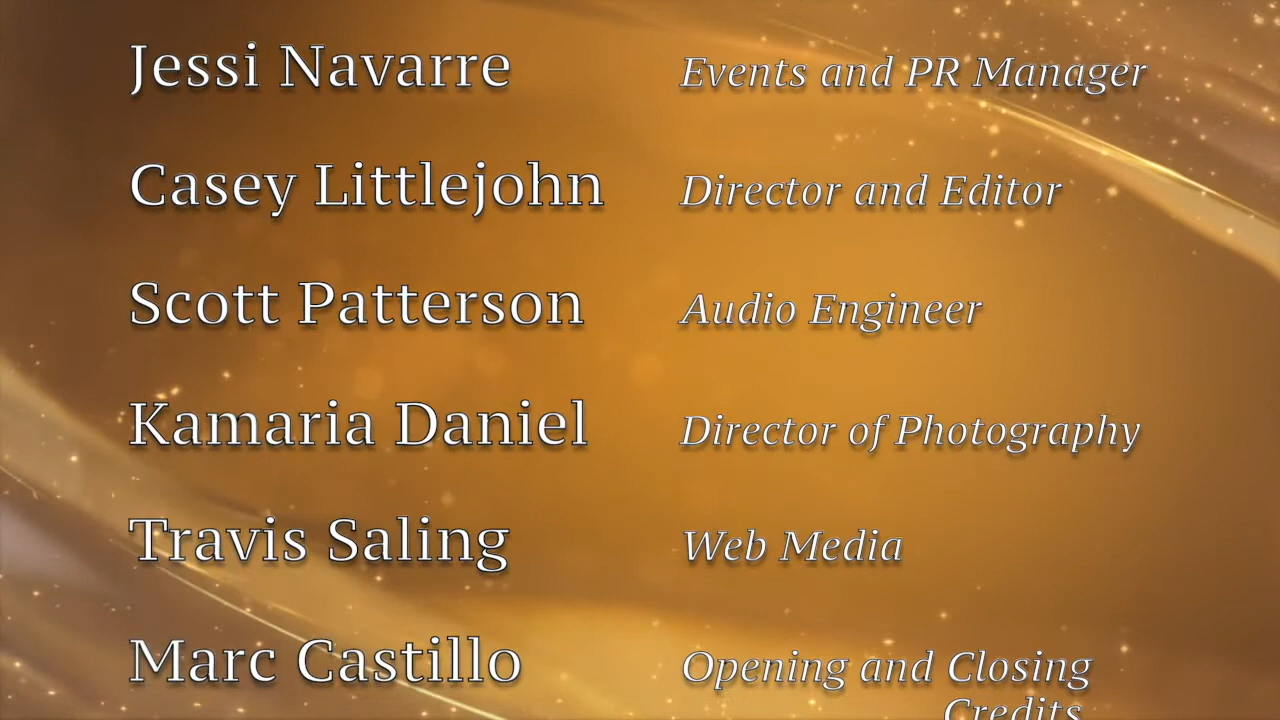 Jessi Navarre Events and PR Manager
Casey Littlejohn Director and Editor
Scott Patterson Audio Engineer
Kamaria Daniel Director of Photography
Travis Saling Web Media
Marc Castillo Opening and Closing
Credits